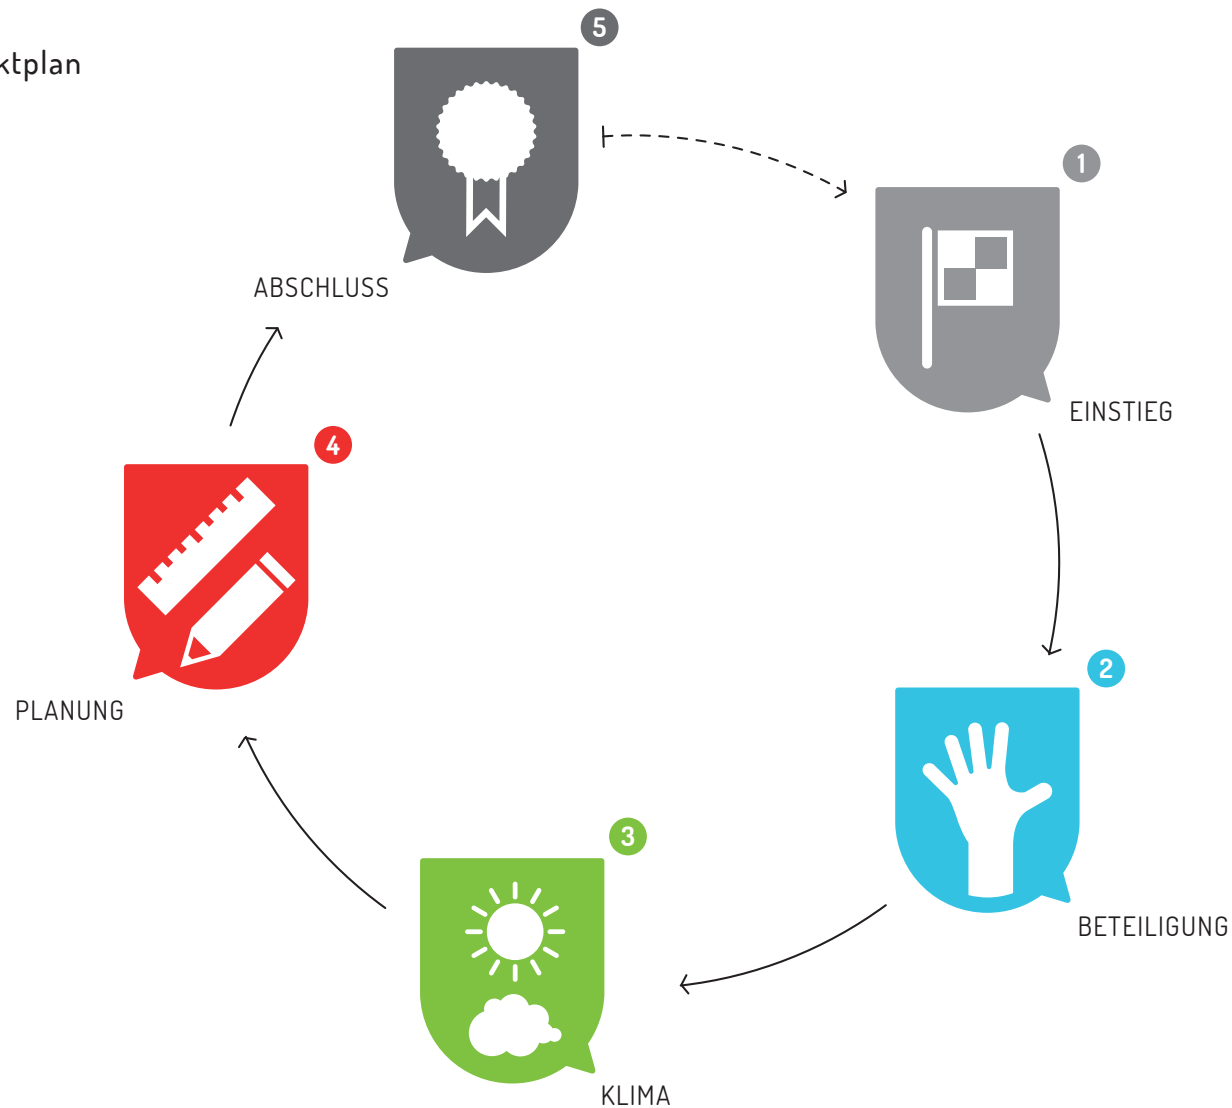 ktplan
5
ABSCHLUSS
1
EINSTIEG
2
BETEILIGUNG
3
KLIMA
4
PLANUNG